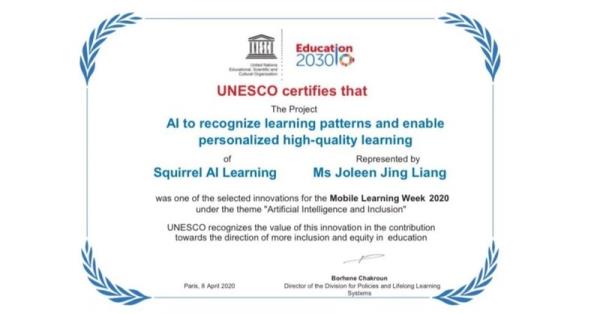 Education
2030
United Nations
Educational, Scientific and
Cultural Organization
UNESCO certifies that
The Project
AI to recognize learning patterns and enable
personalized high-quality learning
of
Represented by
Squirrel AI Learning
Ms Joleen Jing Liang
was one of the selected innovations for the Mobile Learning Week 2020
under the theme "Artificial Intelligence and Inclusion"
UNESCO recognizes the value of this innovation in the contribution
towards the direction of more inclusion and equity in education
Borhene Chakroun
Paris, 8 April 2020
Director of the Division for Policies and Lifelong Learning
Systems